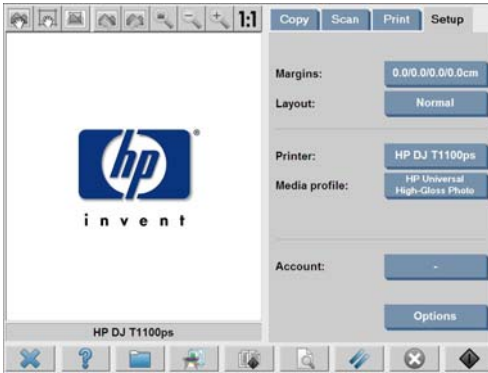 1:1
Copy Scan Print Setup
Margins: 0.0/0.0/0.0/0.0cm
Layout: Normal
Printer: HP DJ T1100ps
Media profile: HP Universal
High-Gloss Photo
Account: -
Options
hp
®
invent
HP DJ T1100ps
?